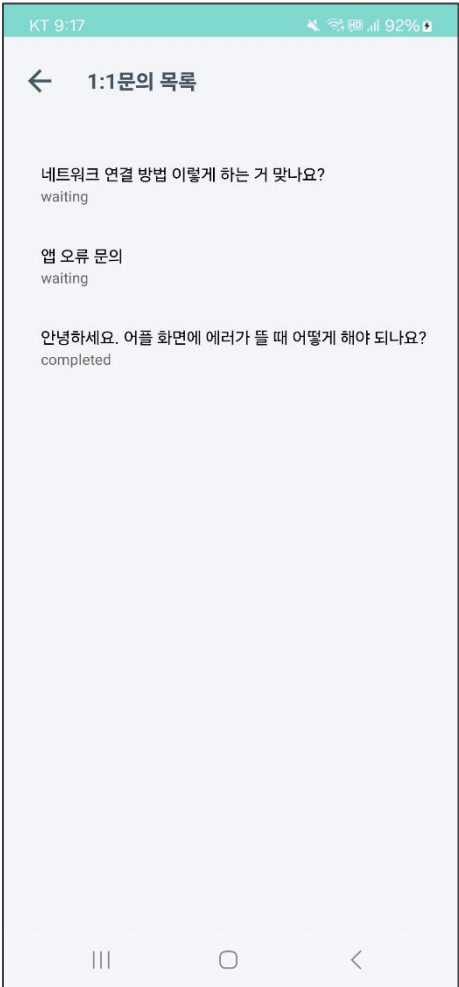 KT 9:17
HD
92%
1:1문의 목록
네트워크 연결 방법 이렇게 하는 거 맞나요?
waiting
앱 오류 문의
waiting
안녕하세요. 어플 화면에 에러가 뜰 때 어떻게 해야 되나요?
completed